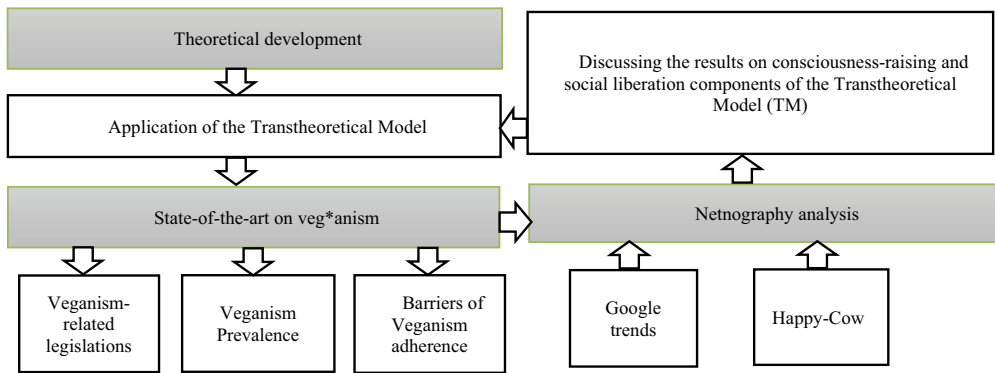 Theoretical development
Application of the Transtheoretical Model
Discussing the results on consciousness-raising and
social liberation components of the Transtheoretical
Model (TM)
State-of-the-art on veg*anism
Netnography analysis
Veganism-
related
legislations
Veganism
Prevalence
Barriers of
Veganism
adherence
Google
trends
Happy-Cow